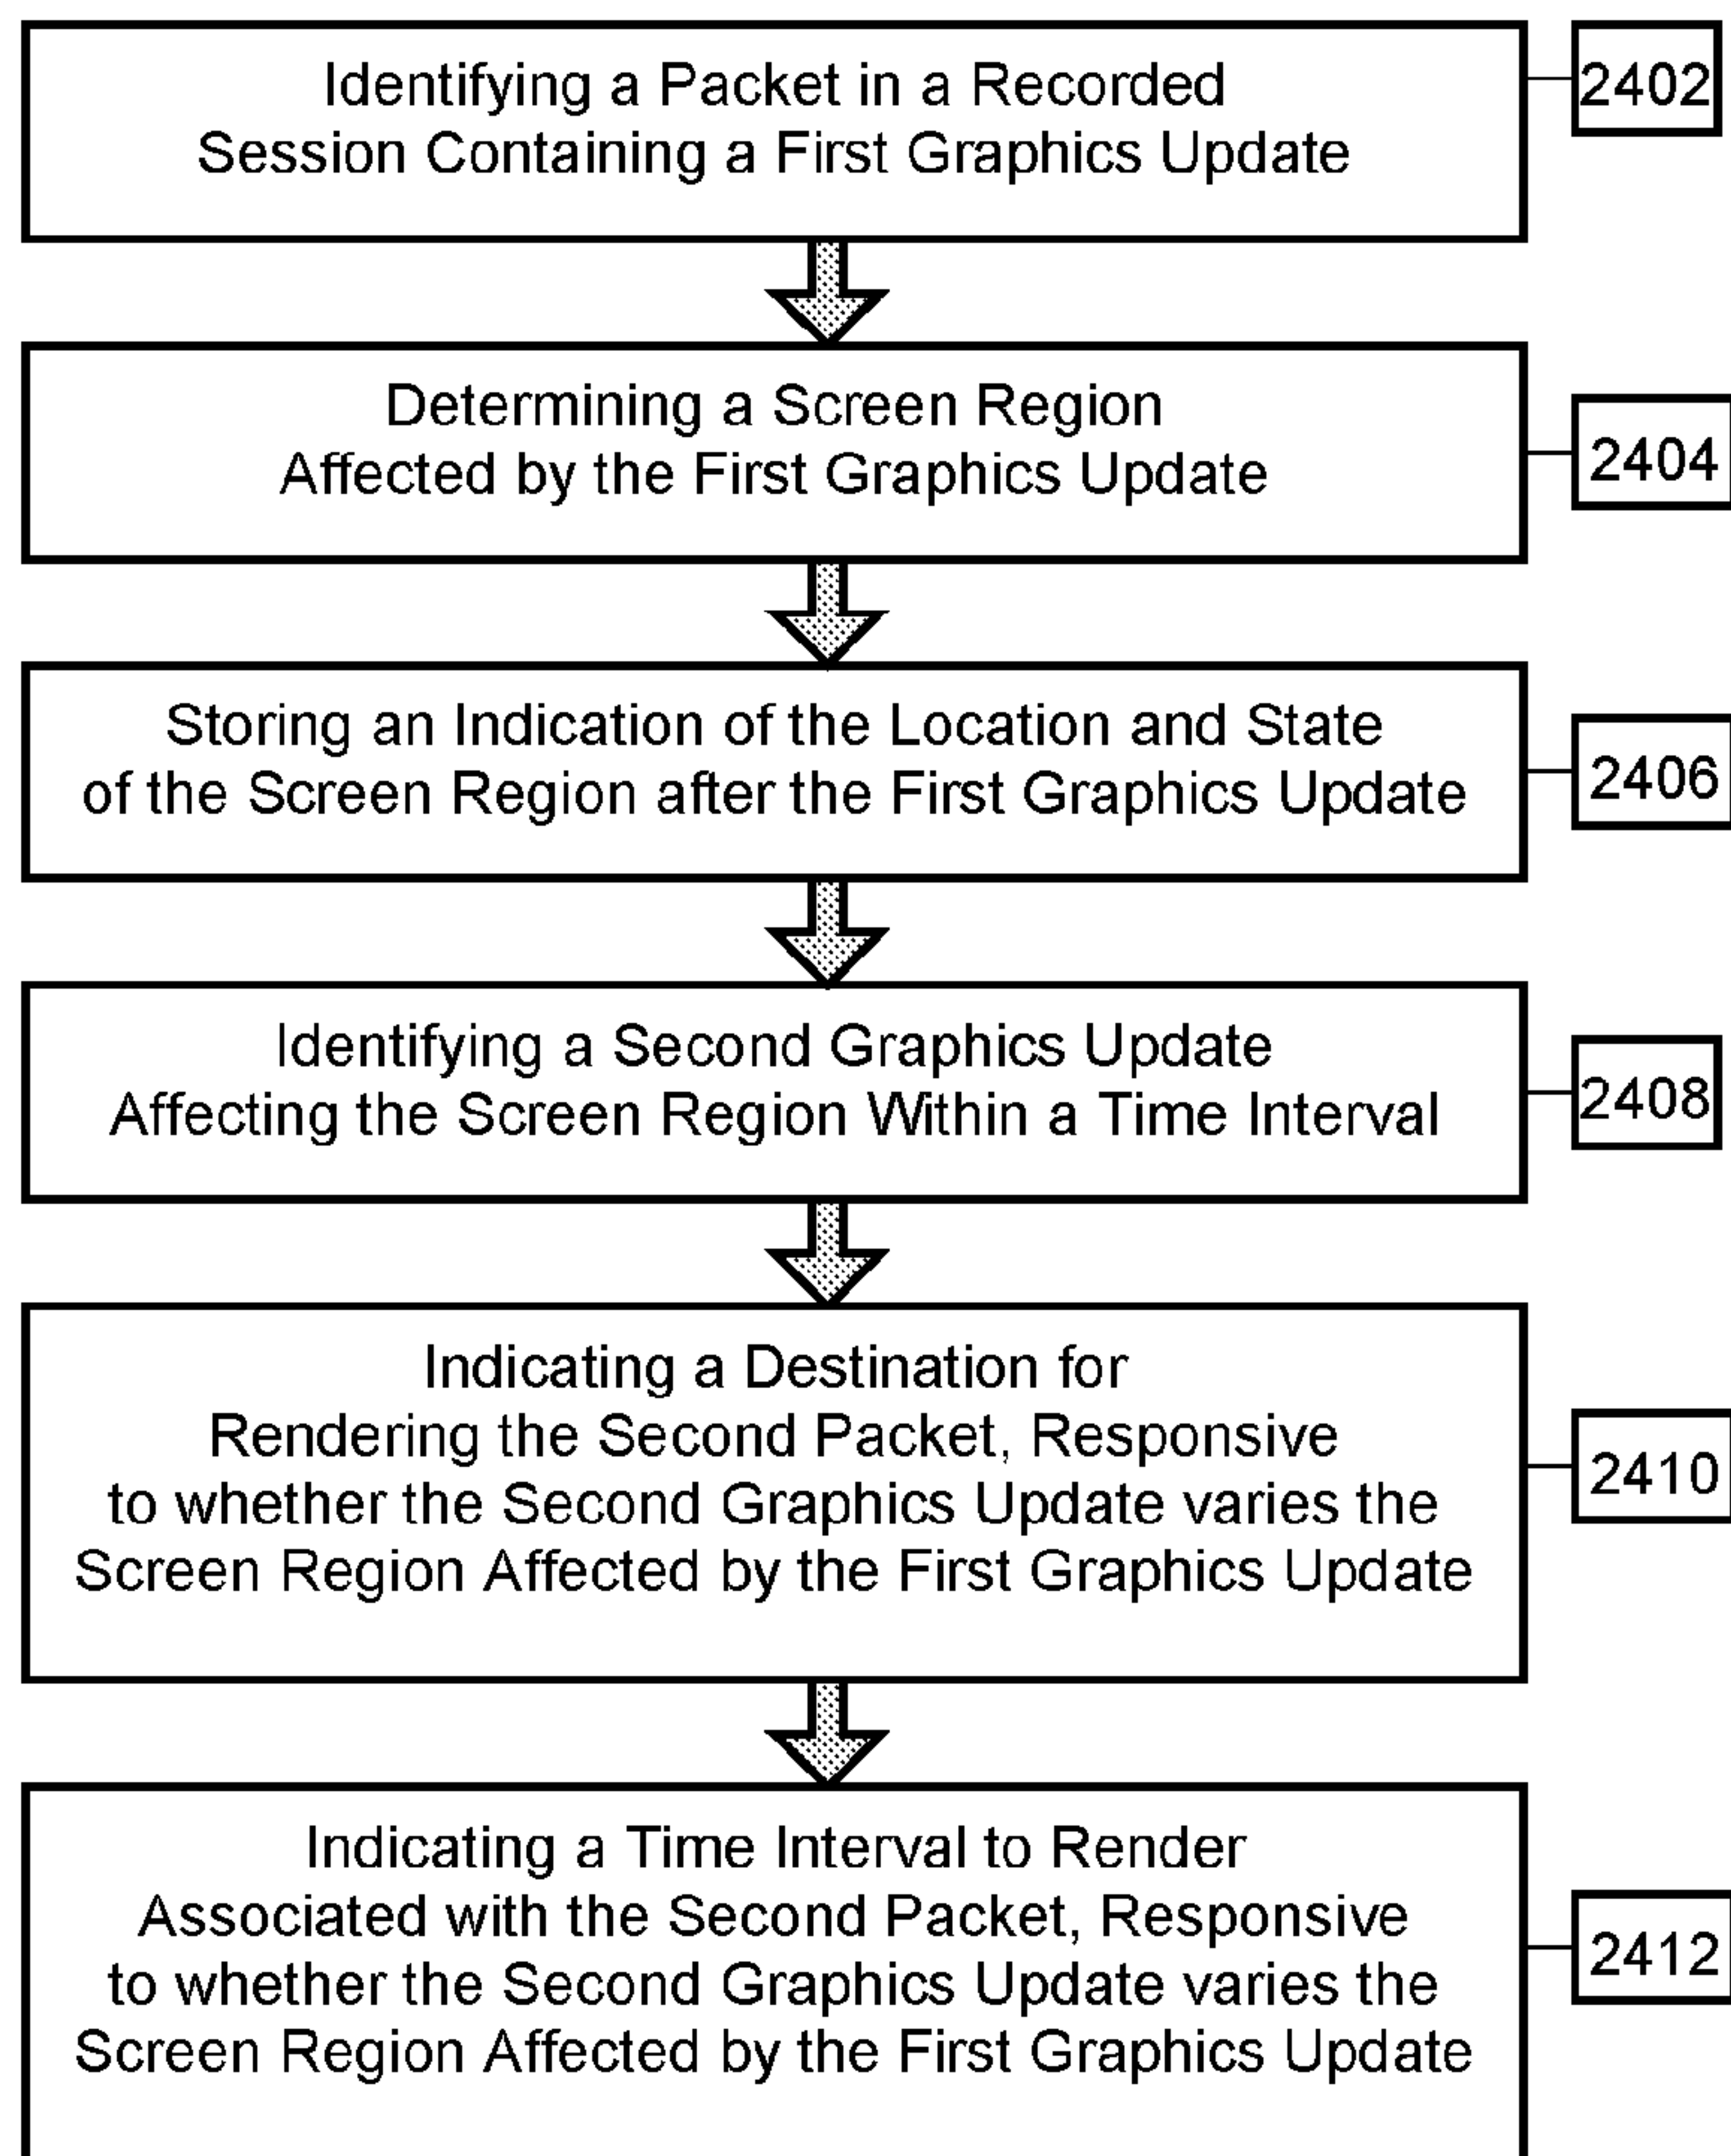 Identifying a Packet in a Recorded
Session Containing a First Graphics Update
2402
Determining a Screen Region
Affected by the First Graphics Update
2404
Storing an Indication of the Location and State
of the Screen Region after the First Graphics Update
2406
Identifying a Second Graphics Update
Affecting the Screen Region Within a Time Interval
2408
Indicating a Destination for
Rendering the Second Packet, Responsive
to whether the Second Graphics Update varies the
Screen Region Affected by the First Graphics Update
2410
Indicating a Time Interval to Render
Associated with the Second Packet, Responsive
to whether the Second Graphics Update varies the
Screen Region Affected by the First Graphics Update
2412